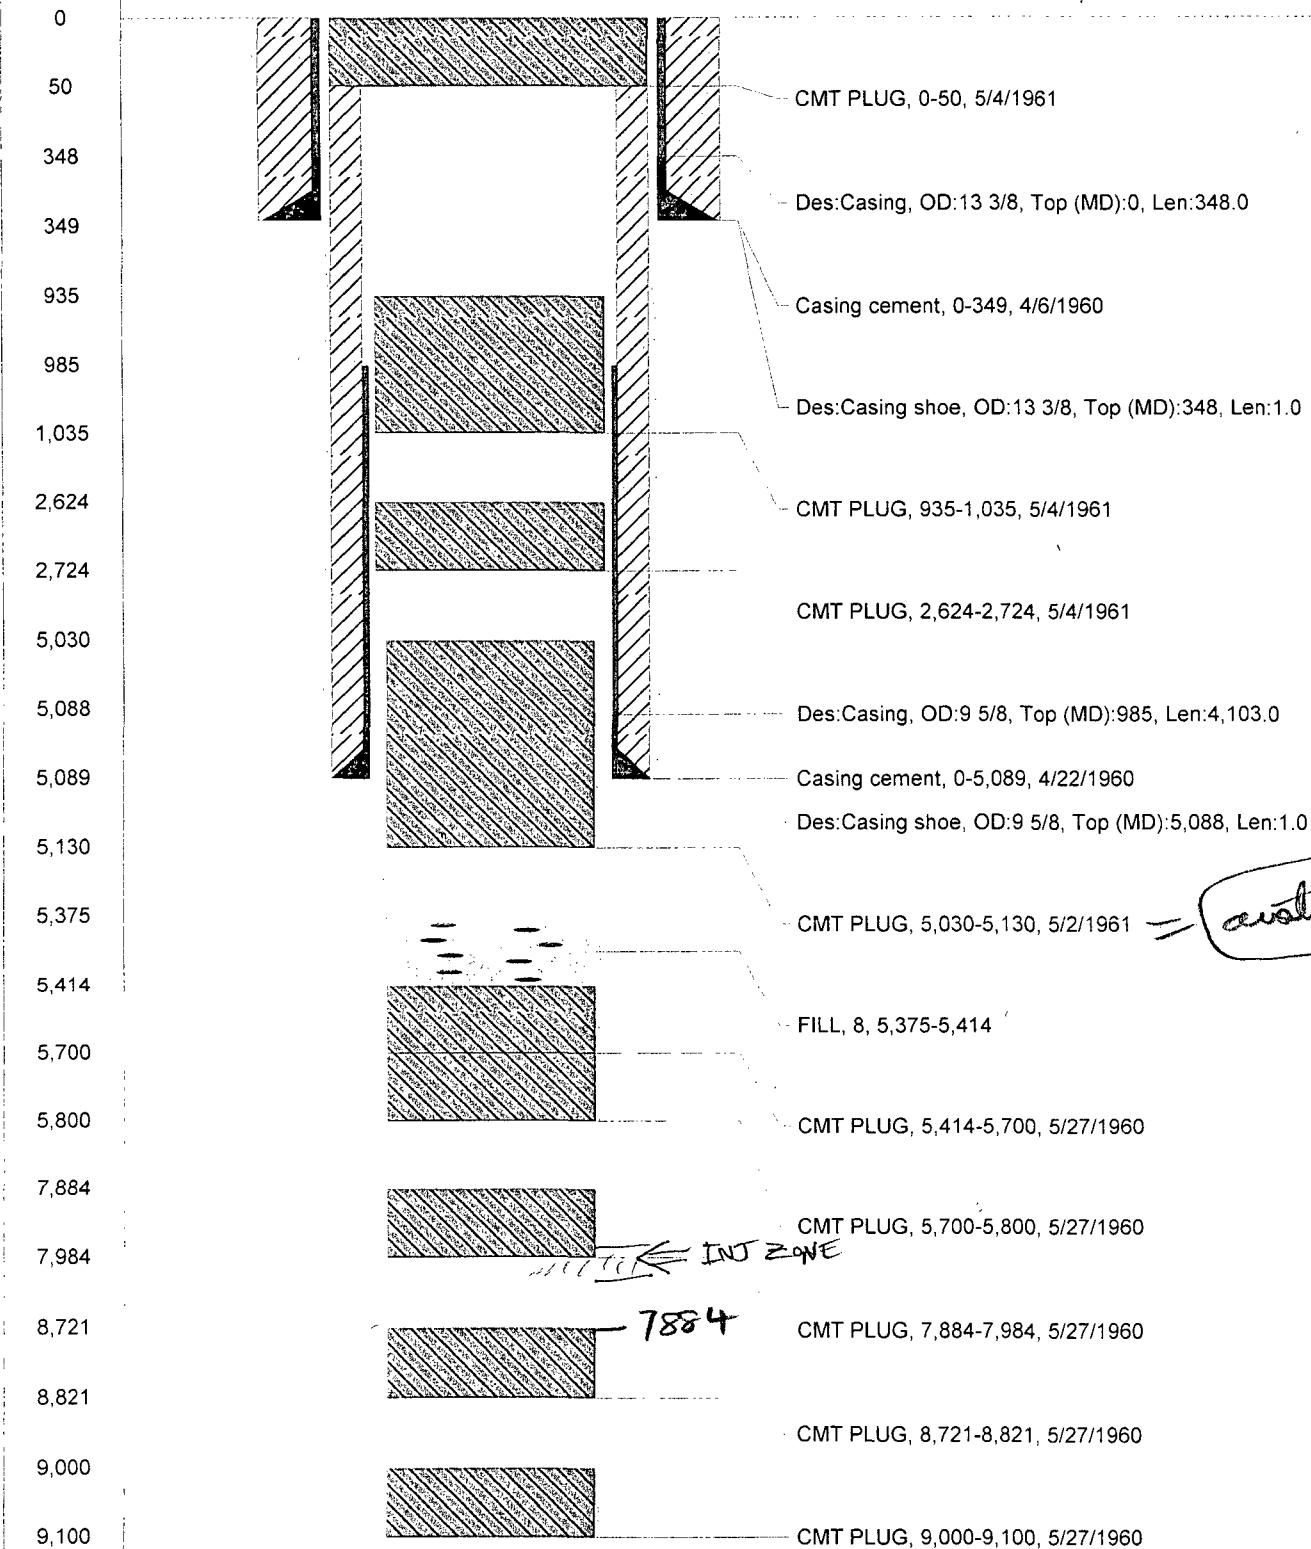 0
50
CMT PLUG, 0-50, 5/4/1961
348
Des:Casing, OD:13 3/8, Top (MD):0, Len:348.0
349
935
Casing cement, 0-349, 4/6/1960
985
Des:Casing shoe, OD:13 3/8, Top (MD):348, Len:1.0
1,035
2,624
CMT PLUG, 935-1,035, 5/4/1961
2,724
CMT PLUG, 2,624-2,724, 5/4/1961
5,030
5,088
Des:Casing, OD:9 5/8, Top (MD):985, Len:4,103.0
5,089
Casing cement, 0-5,089, 4/22/1960
Des:Casing shoe, OD:9 5/8, Top (MD):5,088, Len:1.0
5,130
5,375
CMT PLUG, 5,030-5,130, 5/2/1961
5,414
FILL, 8, 5,375-5,414
5,700
5,800
CMT PLUG, 5,414-5,700, 5/27/1960
7,884
CMT PLUG, 5,700-5,800, 5/27/1960
7,984
INJ ZONE
8,721
7884
CMT PLUG, 7,884-7,984, 5/27/1960
8,821
CMT PLUG, 8,721-8,821, 5/27/1960
9,000
9,100
CMT PLUG, 9,000-9,100, 5/27/1960